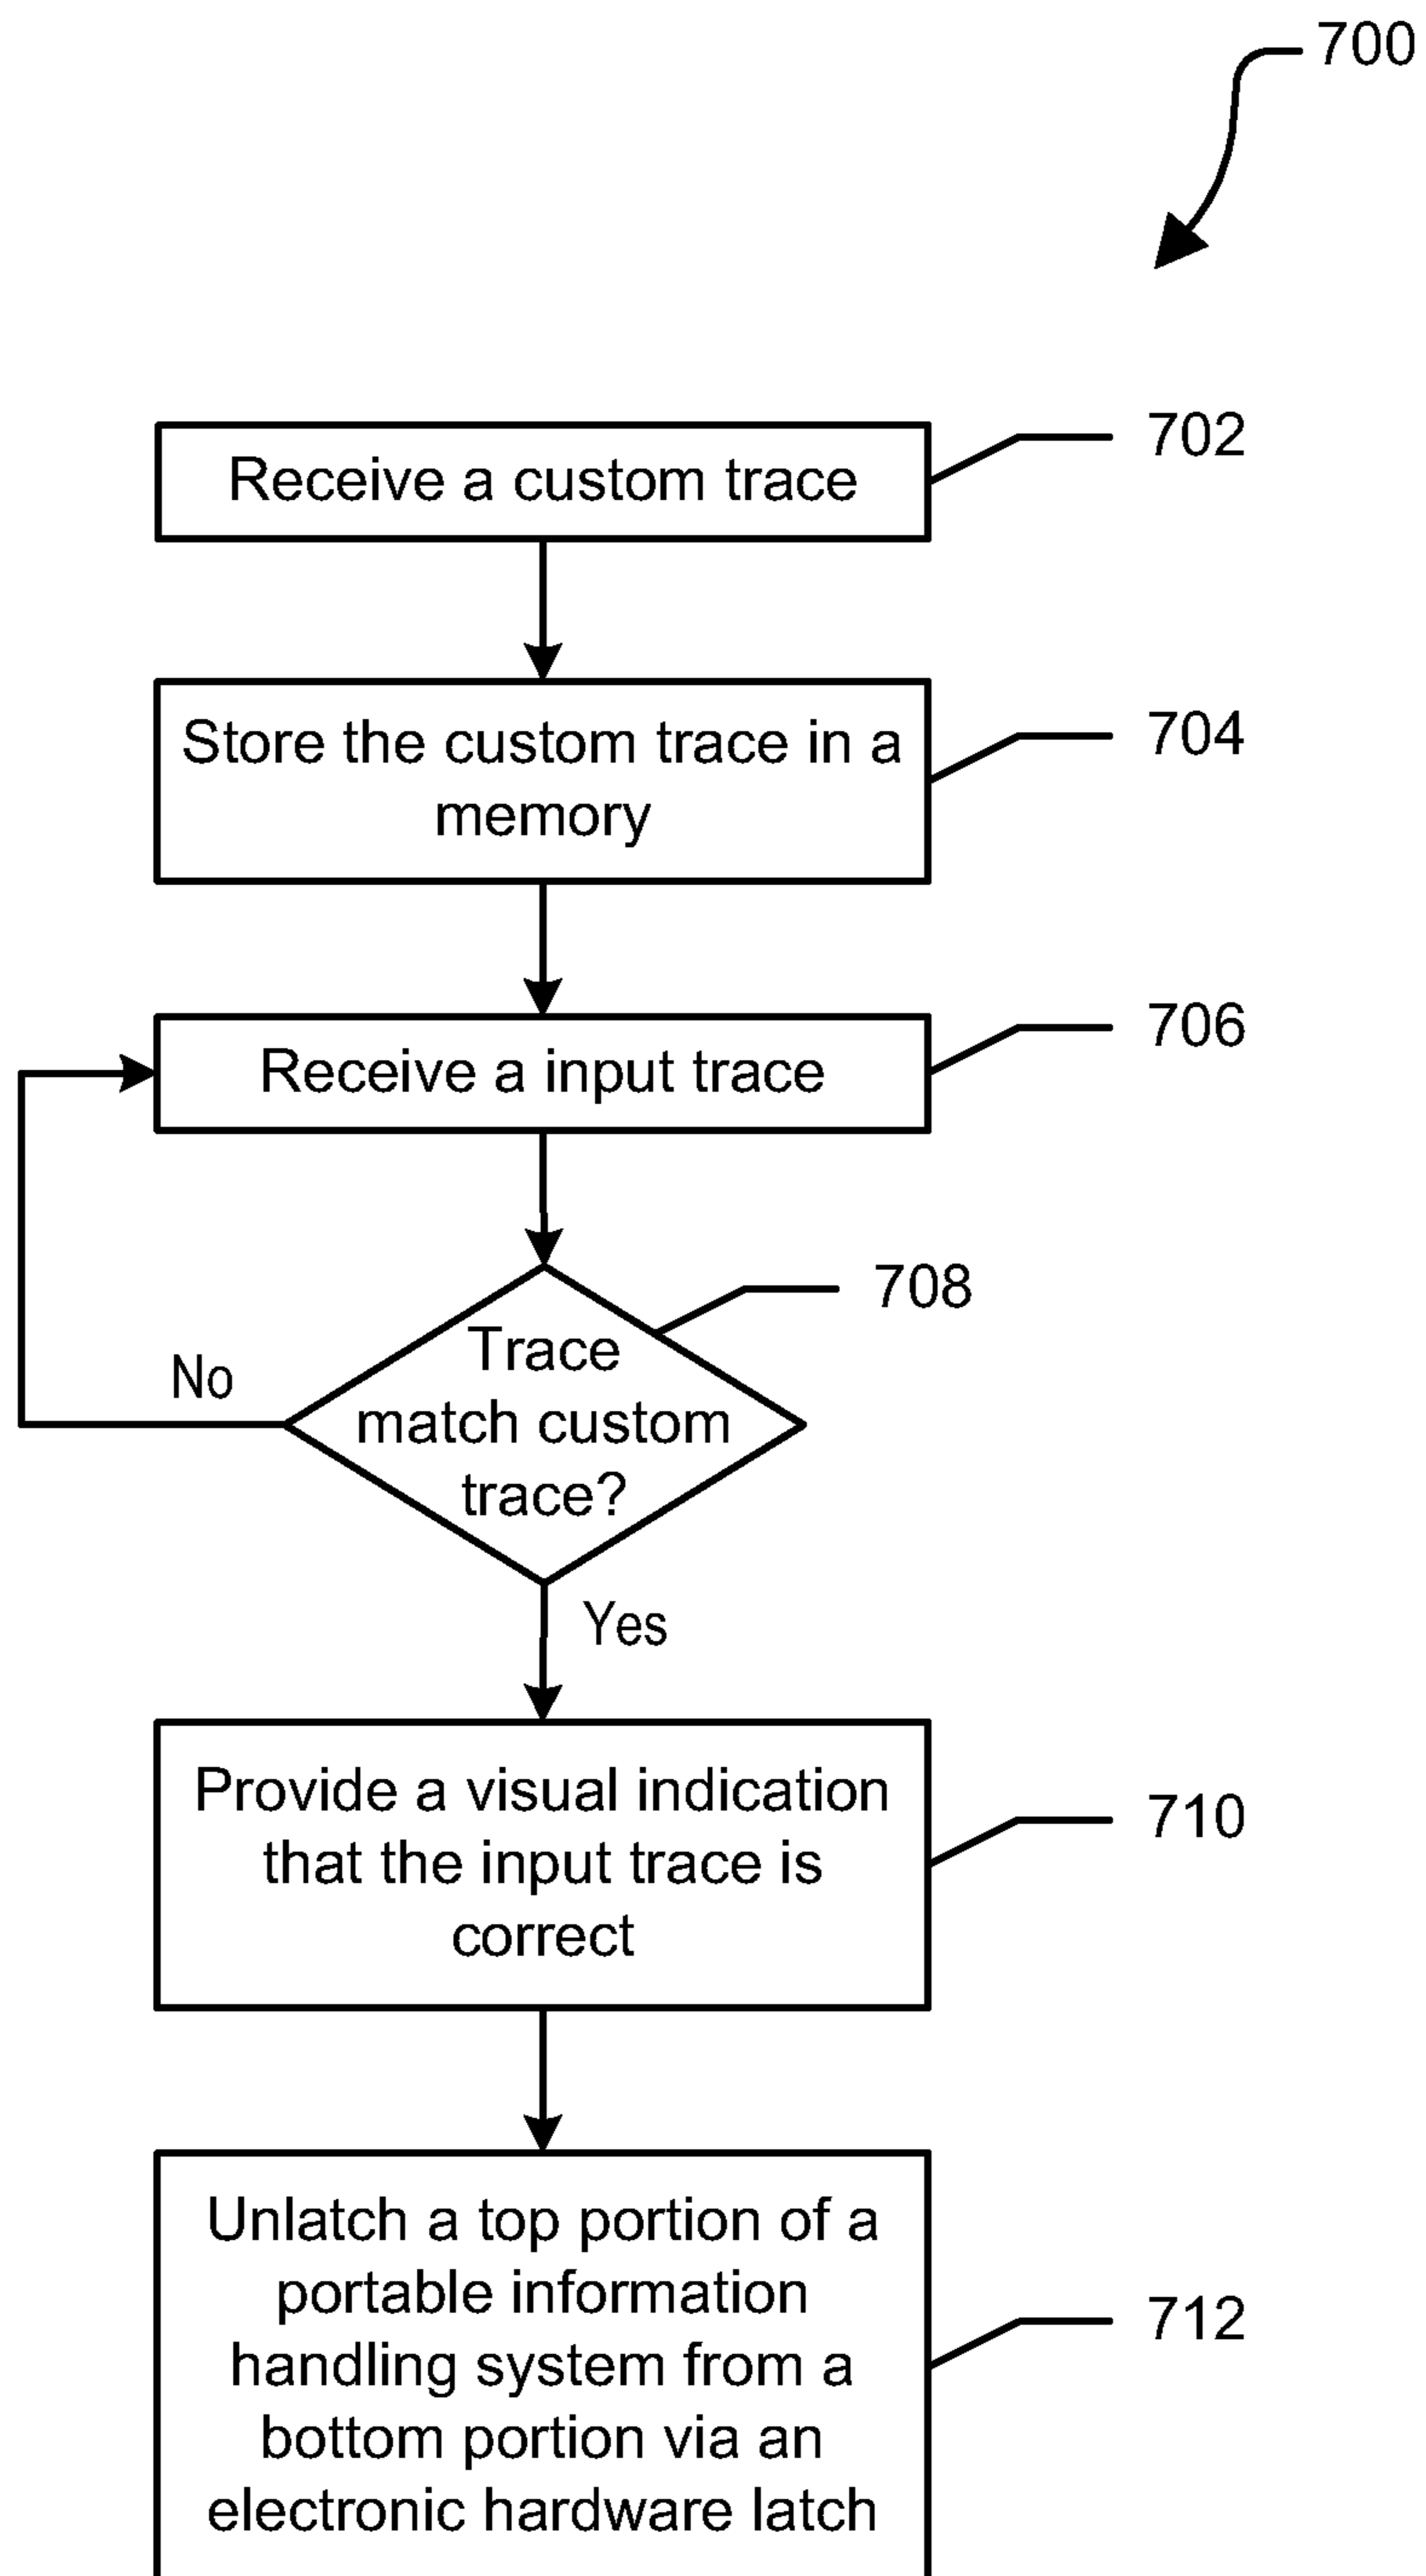 700
Receive a custom trace
702
Store the custom trace in a
memory
704
Receive a input trace
706
Trace
match custom
trace?
708
No
Yes
Provide a visual indication
that the input trace is
correct
710
Unlatch a top portion of a
portable information
handling system from a
bottom portion via an
electronic hardware latch
712